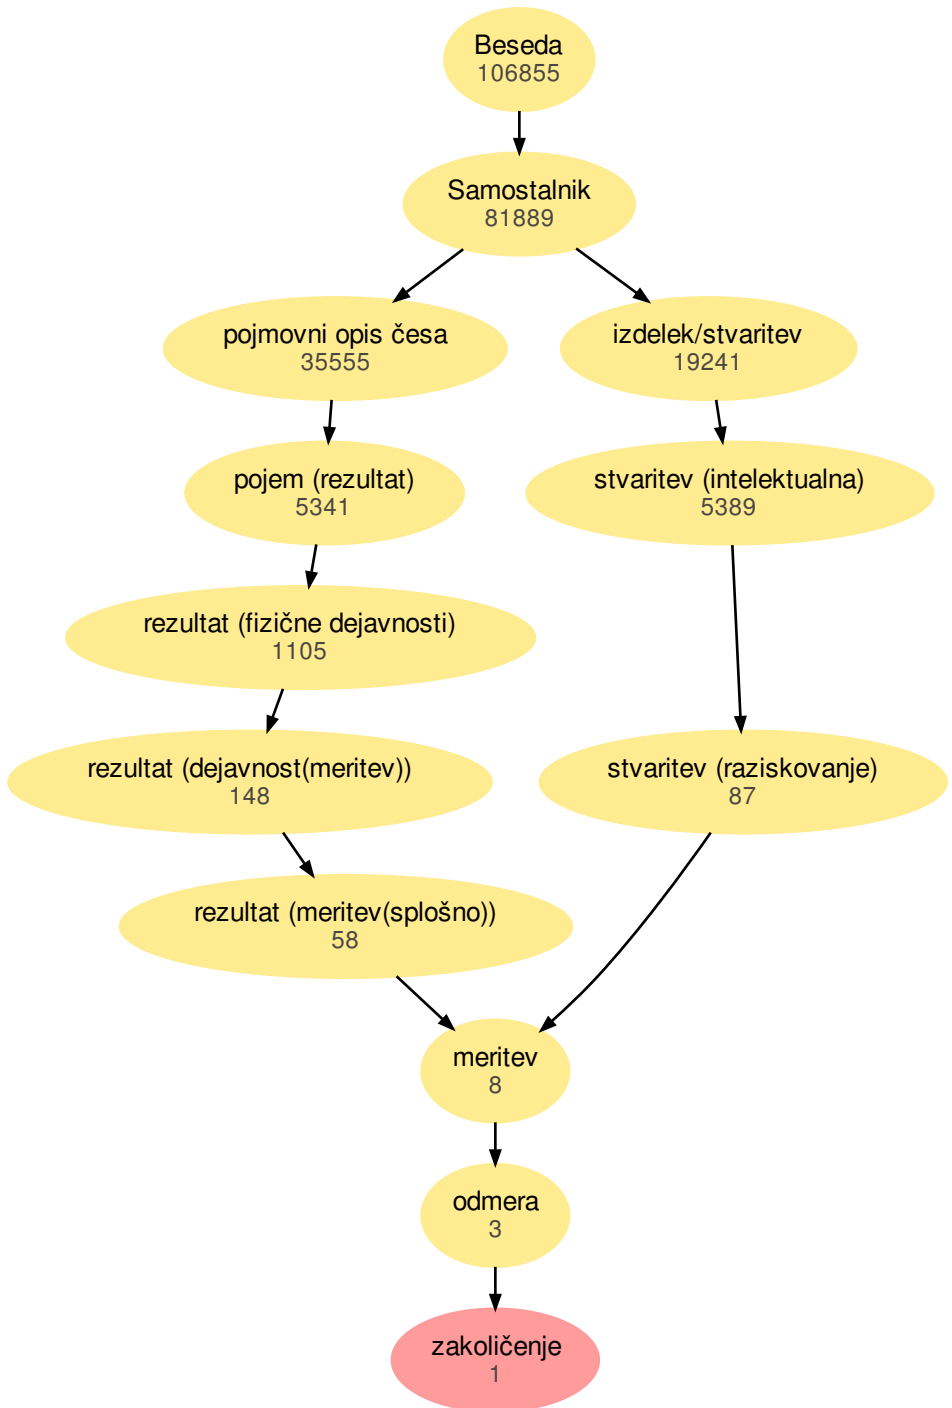 Beseda
106855
Samostalnik
81889
pojmovni opis česa
35555
izdelek/stvaritev
19241
pojem (rezultat)
5341
stvaritev (intelektualna)
5389
rezultat (fizične dejavnosti)
1105
rezultat (dejavnost(meritev))
148
stvaritev (raziskovanje)
87
rezultat (meritev(splošno))
58
meritev
8
odmera
3
zakoličenje
1